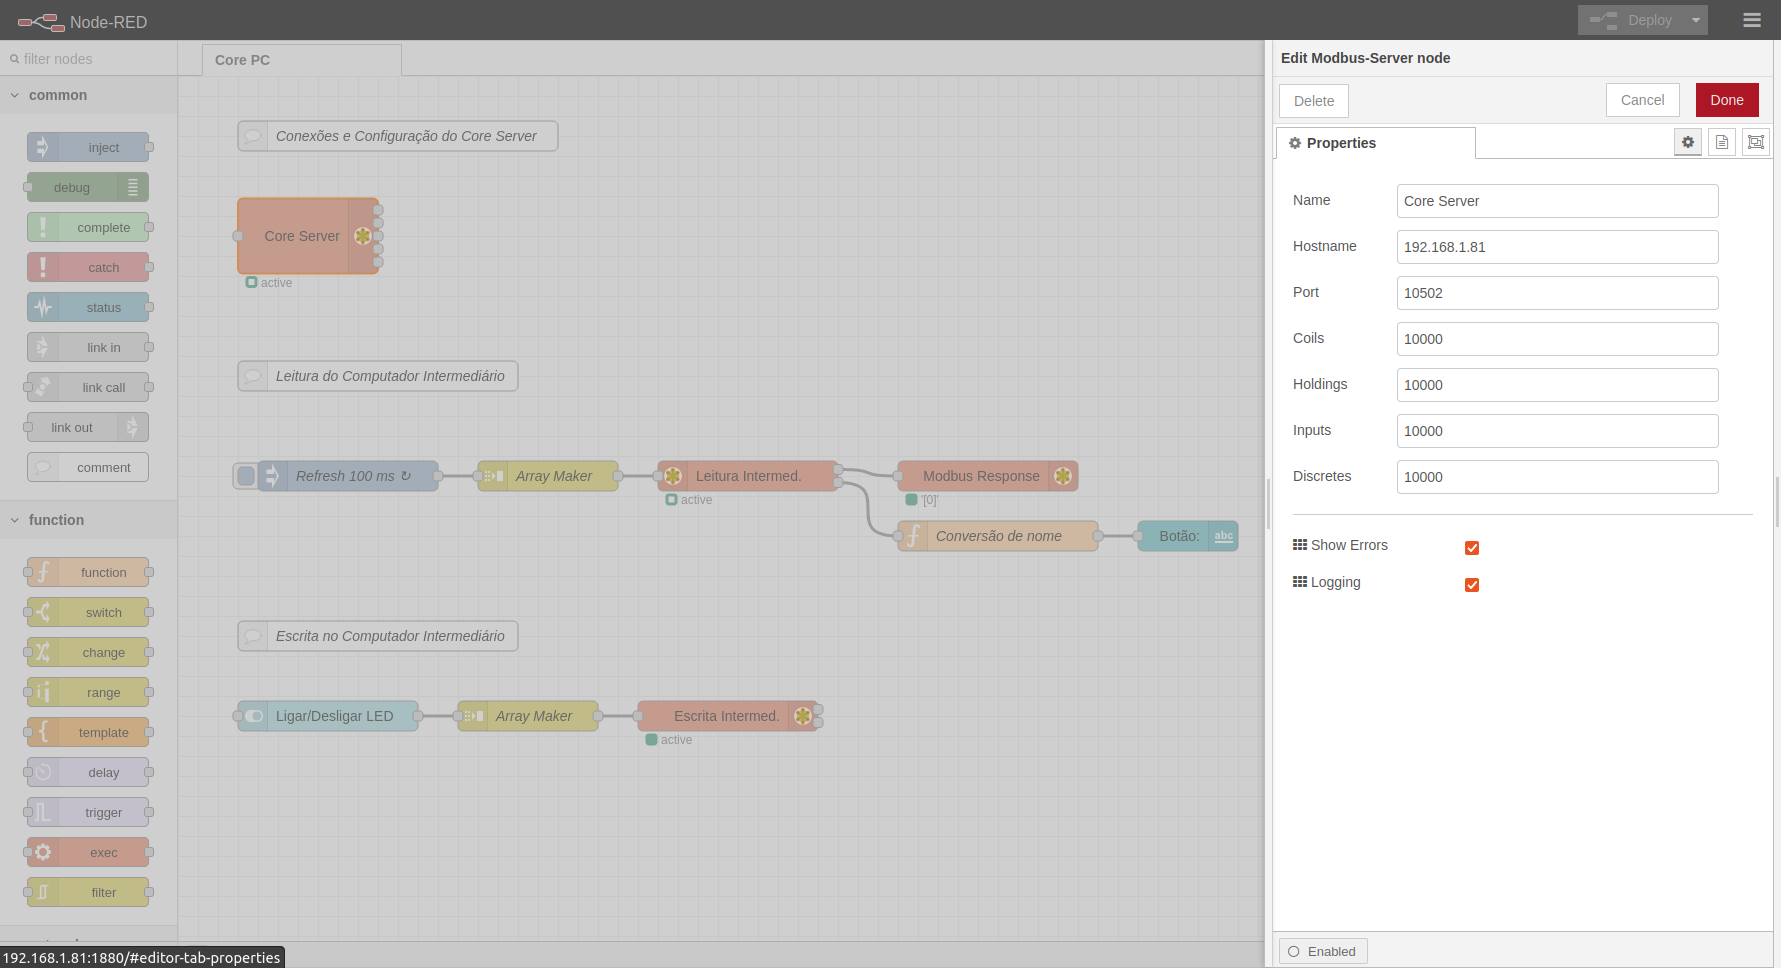 Node-RED
Deploy
filter nodes
common
inject
debug
complete
catch
status
link in
link call
link out
comment
function
function
switch
change
range
template
delay
trigger
exec
filter
192.168.1.81:1880/#editor-tab-properties
Core PC
Conexões e Configuração do Core Server
Core Server
active
Leitura do Computador Intermediário
Refresh 100 ms ↻
Array Maker
Leitura Intermed.
active
Modbus Response
'[0]'
Conversão de nome
Botão:
abc
Escrita no Computador Intermediário
Ligar/Desligar LED
Array Maker
Escrita Intermed.
active
Edit Modbus-Server node
Delete
Cancel
Done
Properties
Name
Core Server
Hostname
192.168.1.81
Port
10502
Coils
10000
Holdings
10000
Inputs
10000
Discretes
10000
Show Errors
Logging
Enabled